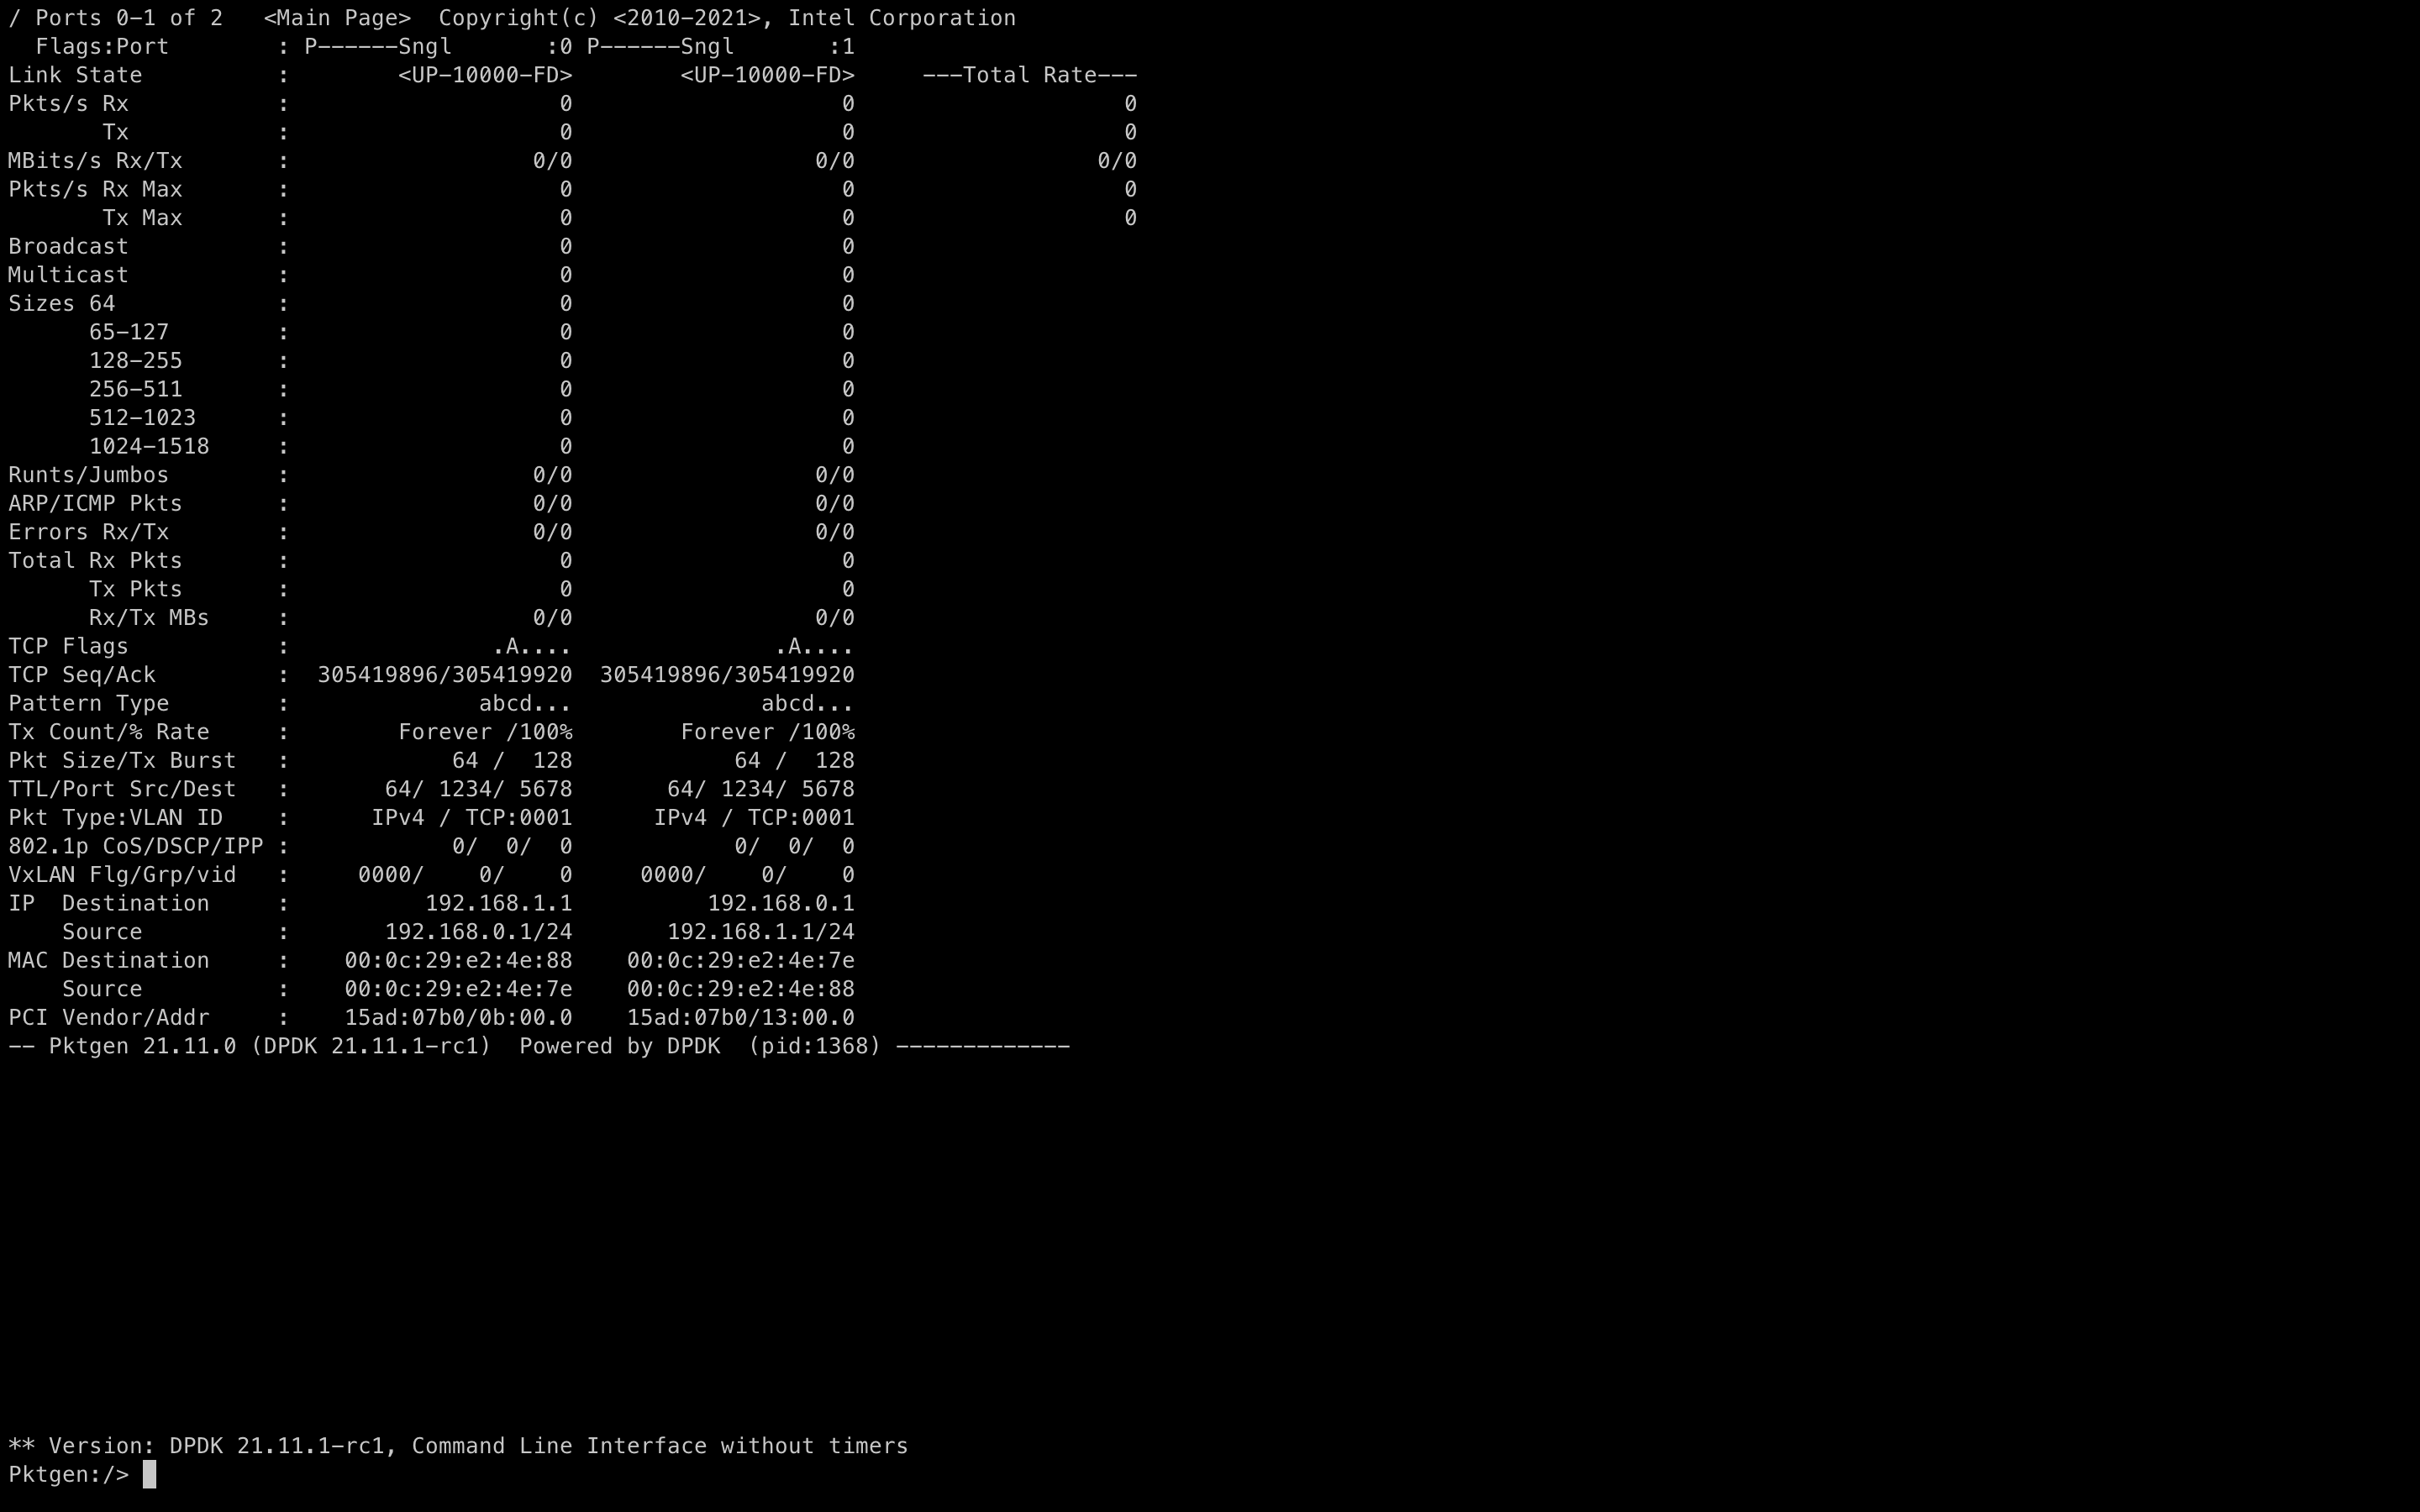 / Ports 0-1 of 2   <Main Page>  Copyright(c) <2010-2021>, Intel Corporation
  Flags:Port        : P------Sngl       :0 P------Sngl       :1
Link State          :        <UP-10000-FD>        <UP-10000-FD>     ---Total Rate---
Pkts/s Rx           :                    0                    0                    0
       Tx           :                    0                    0                    0
MBits/s Rx/Tx       :                  0/0                  0/0                  0/0
Pkts/s Rx Max       :                    0                    0                    0
       Tx Max       :                    0                    0                    0
Broadcast           :                    0                    0
Multicast           :                    0                    0
Sizes 64            :                    0                    0
      65-127        :                    0                    0
      128-255       :                    0                    0
      256-511       :                    0                    0
      512-1023      :                    0                    0
      1024-1518     :                    0                    0
Runts/Jumbos        :                  0/0                  0/0
ARP/ICMP Pkts       :                  0/0                  0/0
Errors Rx/Tx        :                  0/0                  0/0
Total Rx Pkts       :                    0                    0
      Tx Pkts       :                    0                    0
      Rx/Tx MBs     :                  0/0                  0/0
TCP Flags           :               .A....               .A....
TCP Seq/Ack         :  305419896/305419920  305419896/305419920
Pattern Type        :              abcd...              abcd...
Tx Count/% Rate     :        Forever /100%        Forever /100%
Pkt Size/Tx Burst   :            64 /  128            64 /  128
TTL/Port Src/Dest   :       64/ 1234/ 5678       64/ 1234/ 5678
Pkt Type:VLAN ID    :      IPv4 / TCP:0001      IPv4 / TCP:0001
802.1p CoS/DSCP/IPP :            0/  0/  0            0/  0/  0
VxLAN Flg/Grp/vid   :     0000/    0/    0     0000/    0/    0
IP  Destination     :          192.168.1.1          192.168.0.1
    Source          :       192.168.0.1/24       192.168.1.1/24
MAC Destination     :    00:0c:29:e2:4e:88    00:0c:29:e2:4e:7e
    Source          :    00:0c:29:e2:4e:7e    00:0c:29:e2:4e:88
PCI Vendor/Addr     :    15ad:07b0/0b:00.0    15ad:07b0/13:00.0
-- Pktgen 21.11.0 (DPDK 21.11.1-rc1)  Powered by DPDK  (pid:1368) -------------
** Version: DPDK 21.11.1-rc1, Command Line Interface without timers
Pktgen:/>